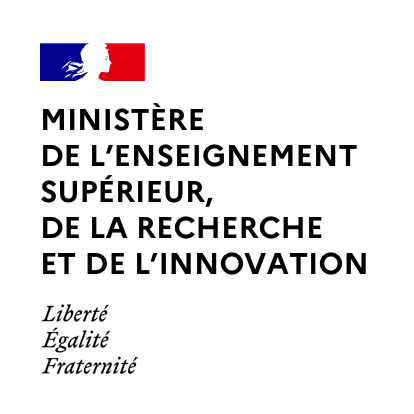 MINISTÈRE
DE L’ENSEIGNEMENT
SUPÉRIEUR,
DE LA RECHERCHE
ET DE L’INNOVATION
Liberté
Égalité
Fraternité